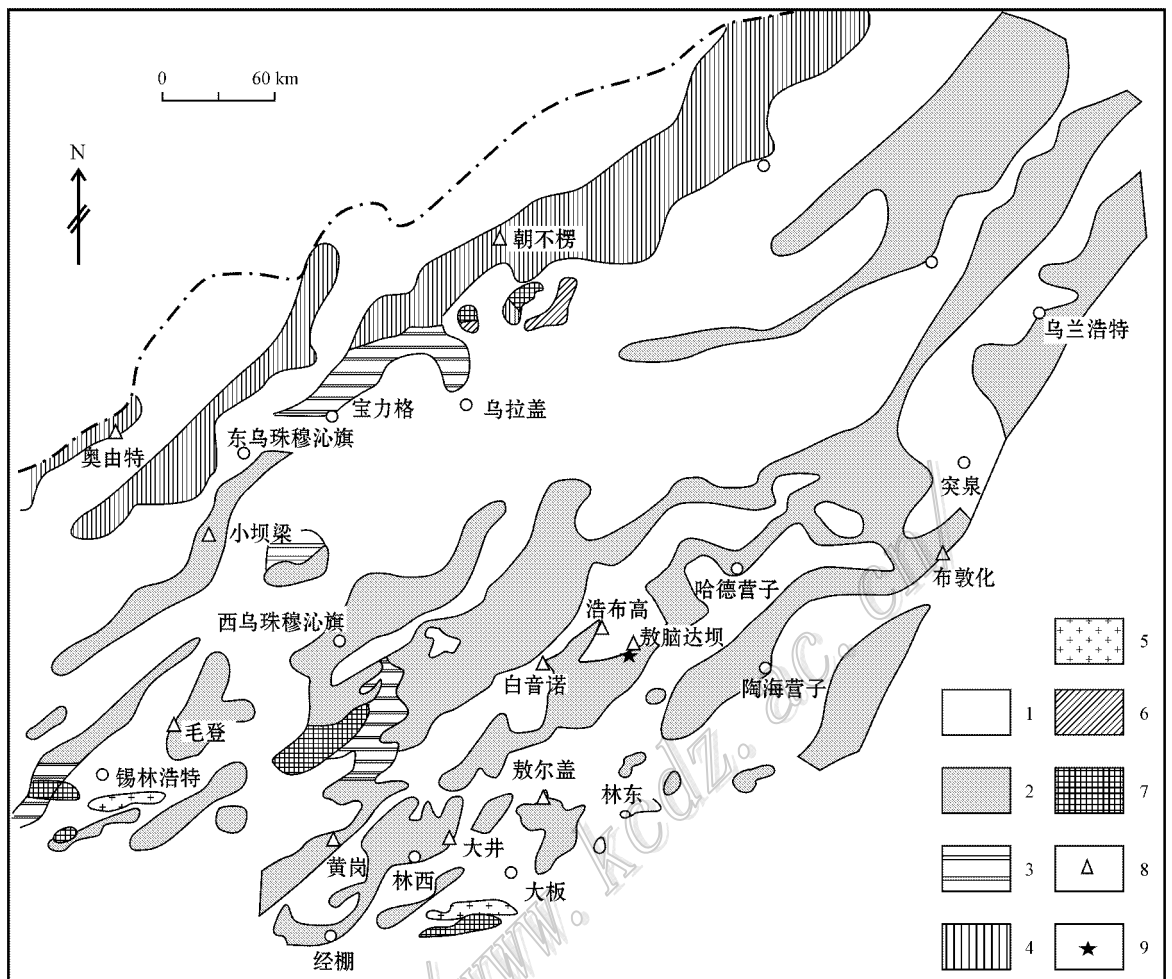 0 60 km
N
朝不楞
乌兰浩特
宝力格
乌拉盖
东乌珠穆沁旗
奥由特
突泉
小坝梁
布敦化
哈德营子
浩布高
西乌珠穆沁旗
敖脑达坝
白音诺
陶海营子
毛登
锡林浩特
敖尔盖
林东
黄岗
大井
林西
大板
经棚
5
1
6
2
7
3
8
4
9
www.kcdz.ac.cn/